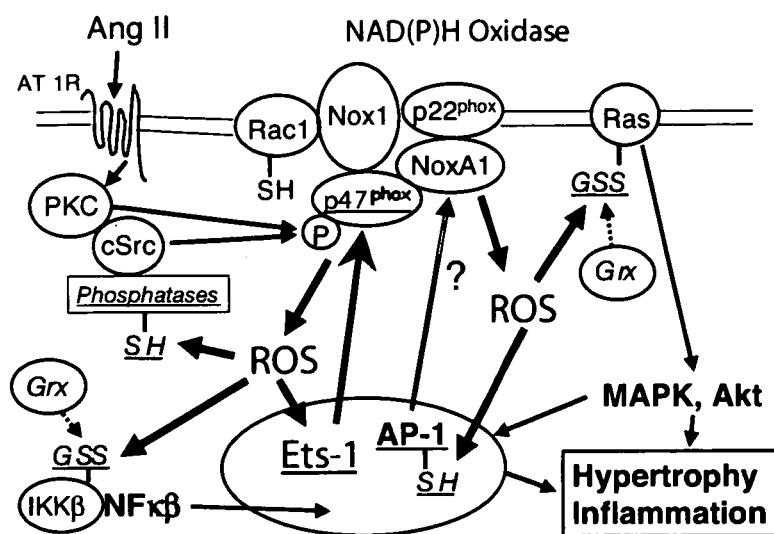 Ang II
NAD(P)H Oxidase
AT 1R
Rac1
Nox1
p22phox
Ras
NoxA1
SH
GSS
PKC
p47phox
P
cSrc
Grx
Phosphatases
?
ROS
SH
ROS
Grx
MAPK, Akt
GSS
Ets-1
AP-1
SH
IKKβ
NFκβ
Hypertrophy
Inflammation